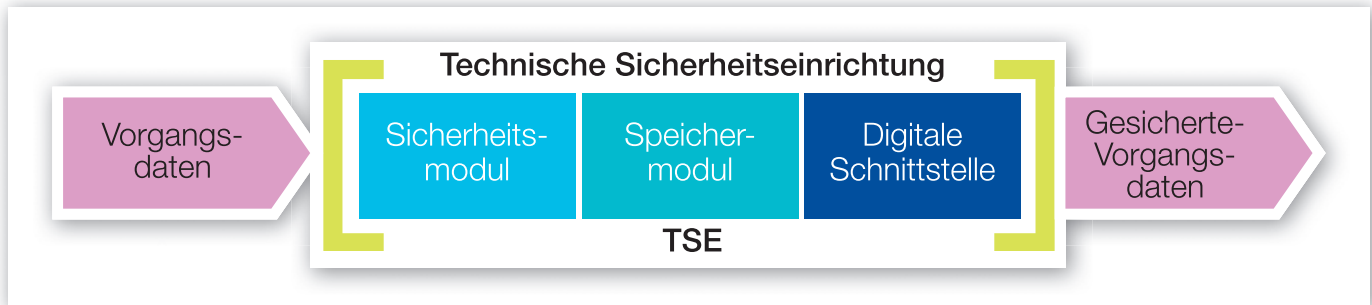 Technische Sicherheitseinrichtung
Vorgangs-
daten
Sicherheits-
modul
Speicher-
modul
Digitale
Schnittstelle
Gesicherte-
Vorgangs-
daten
TSE